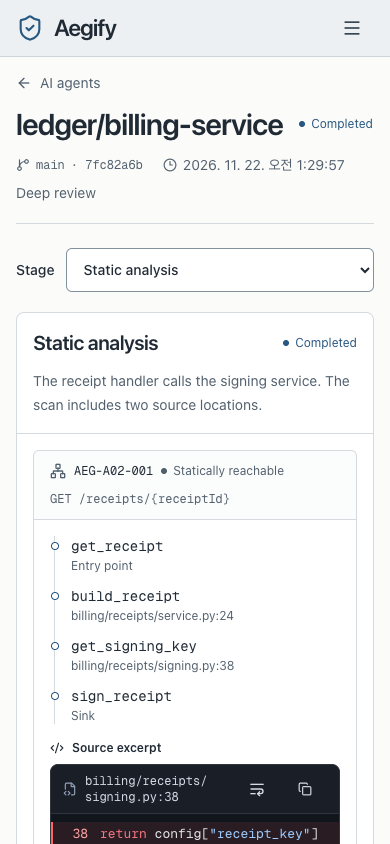 Aegify
AI agents
ledger/billing-service
Completed
main · 7fc82a6b
2026. 11. 22. 오전 1:29:57
Deep review
Stage
Static analysis
Static analysis
Completed
The receipt handler calls the signing service. The
scan includes two source locations.
AEG-A02-001
Statically reachable
GET /receipts/{receiptId}
get_receipt
Entry point
build_receipt
billing/receipts/service.py:24
get_signing_key
billing/receipts/signing.py:38
sign_receipt
Sink
Source excerpt
billing/receipts/
signing.py:38
38 return config["receipt_key"]